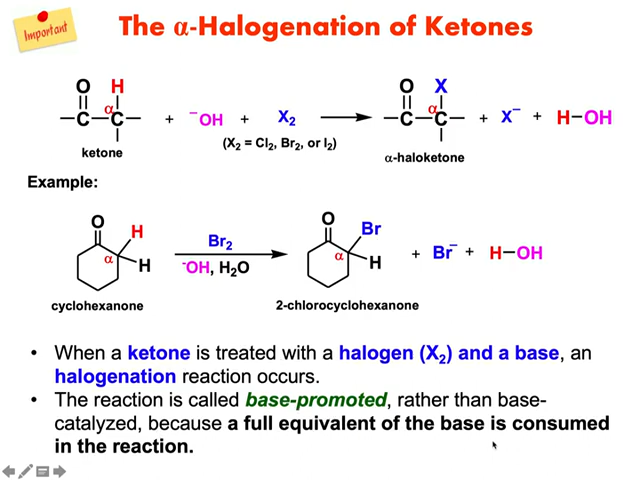 Important
The α-Halogenation of Ketones
O H O X
α α
–C–C– + ⁻OH + X₂ → –C–C– + X⁻ + H–OH
ketone (X₂ = Cl₂, Br₂, or I₂) α-haloketone
Example:
O H Br₂ O Br
α H ⁻OH, H₂O α H + Br⁻ + H–OH
cyclohexanone 2-chlorocyclohexanone
• When a ketone is treated with a halogen (X₂) and a base, an
halogenation reaction occurs.
• The reaction is called base-promoted, rather than base-
catalyzed, because a full equivalent of the base is consumed
in the reaction.